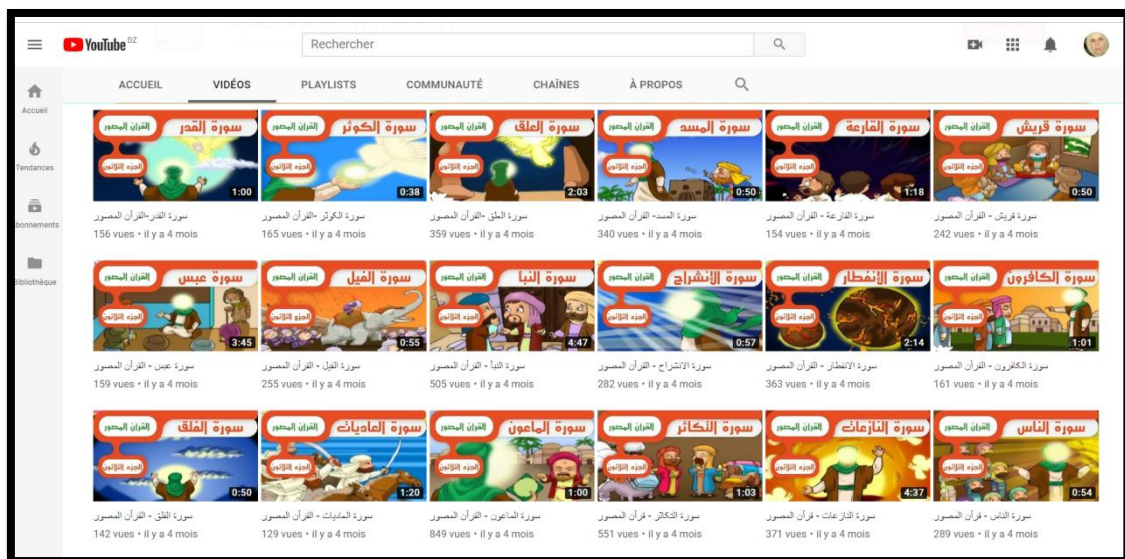 YouTube DZ
Rechercher
ACCUEIL VIDÉOS PLAYLISTS COMMUNAUTÉ CHAÎNES À PROPOS
Accueil
Tendances
bonnements
Bibliothèque
سورة القدر القرآن المصور
الجزء الثلاثون
1:00
سورة القدر-القرآن المصور
156 vues • il y a 4 mois
سورة الكوثر القرآن المصور
الجزء الثلاثون
0:38
سورة الكوثر -القرآن المصور
165 vues • il y a 4 mois
سورة العلق القرآن المصور
الجزء الثلاثون
2:03
سورة العلق -القرآن المصور
359 vues • il y a 4 mois
سورة المسد القرآن المصور
الجزء الثلاثون
0:50
سورة المسد- القرآن المصور
340 vues • il y a 4 mois
سورة القارعة القرآن المصور
الجزء الثلاثون
1:18
سورة القارعة - القرآن المصور
154 vues • il y a 4 mois
سورة قريش القرآن المصور
الجزء الثلاثون
0:50
سورة قريش - القرآن المصور
242 vues • il y a 4 mois
سورة عبس القرآن المصور
الجزء الثلاثون
3:45
سورة عبس - القرآن المصور
159 vues • il y a 4 mois
سورة الفيل القرآن المصور
الجزء الثلاثون
0:55
سورة الفيل - القرآن المصور
255 vues • il y a 4 mois
سورة النبأ القرآن المصور
الجزء الثلاثون
4:47
سورة النبأ - القرآن المصور
505 vues • il y a 4 mois
سورة الإنشراح القرآن المصور
الجزء الثلاثون
0:57
سورة الانشراح - القرآن المصور
282 vues • il y a 4 mois
سورة الإنفطار القرآن المصور
الجزء الثلاثون
2:14
سورة الانفطار - القرآن المصور
363 vues • il y a 4 mois
سورة الكافرون القرآن المصور
الجزء الثلاثون
1:01
سورة الكافرون - القرآن المصور
161 vues • il y a 4 mois
سورة الفلق القرآن المصور
الجزء الثلاثون
0:50
سورة الفلق - القرآن المصور
142 vues • il y a 4 mois
سورة العاديات القرآن المصور
الجزء الثلاثون
1:20
سورة العاديات - القرآن المصور
129 vues • il y a 4 mois
سورة الماعون القرآن المصور
الجزء الثلاثون
1:00
سورة الماعون - القرآن المصور
849 vues • il y a 4 mois
سورة التكاثر القرآن المصور
الجزء الثلاثون
1:03
سورة التكاثر - قرآن المصور
551 vues • il y a 4 mois
سورة النازعات القرآن المصور
الجزء الثلاثون
4:37
سورة النازعات - قرآن المصور
371 vues • il y a 4 mois
سورة الناس القرآن المصور
الجزء الثلاثون
0:54
سورة الناس - قرآن المصور
289 vues • il y a 4 mois